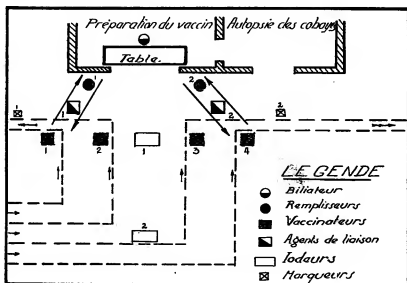 Préparation du vaccin Autopsie des cobayes
Table.
1 2
1 2
1 2
1 2 1 3 4
2
LEGENDE
Biliateur
Remplisseurs
Vaccinateurs
Agents de liaison
Iodeurs
Marqueurs